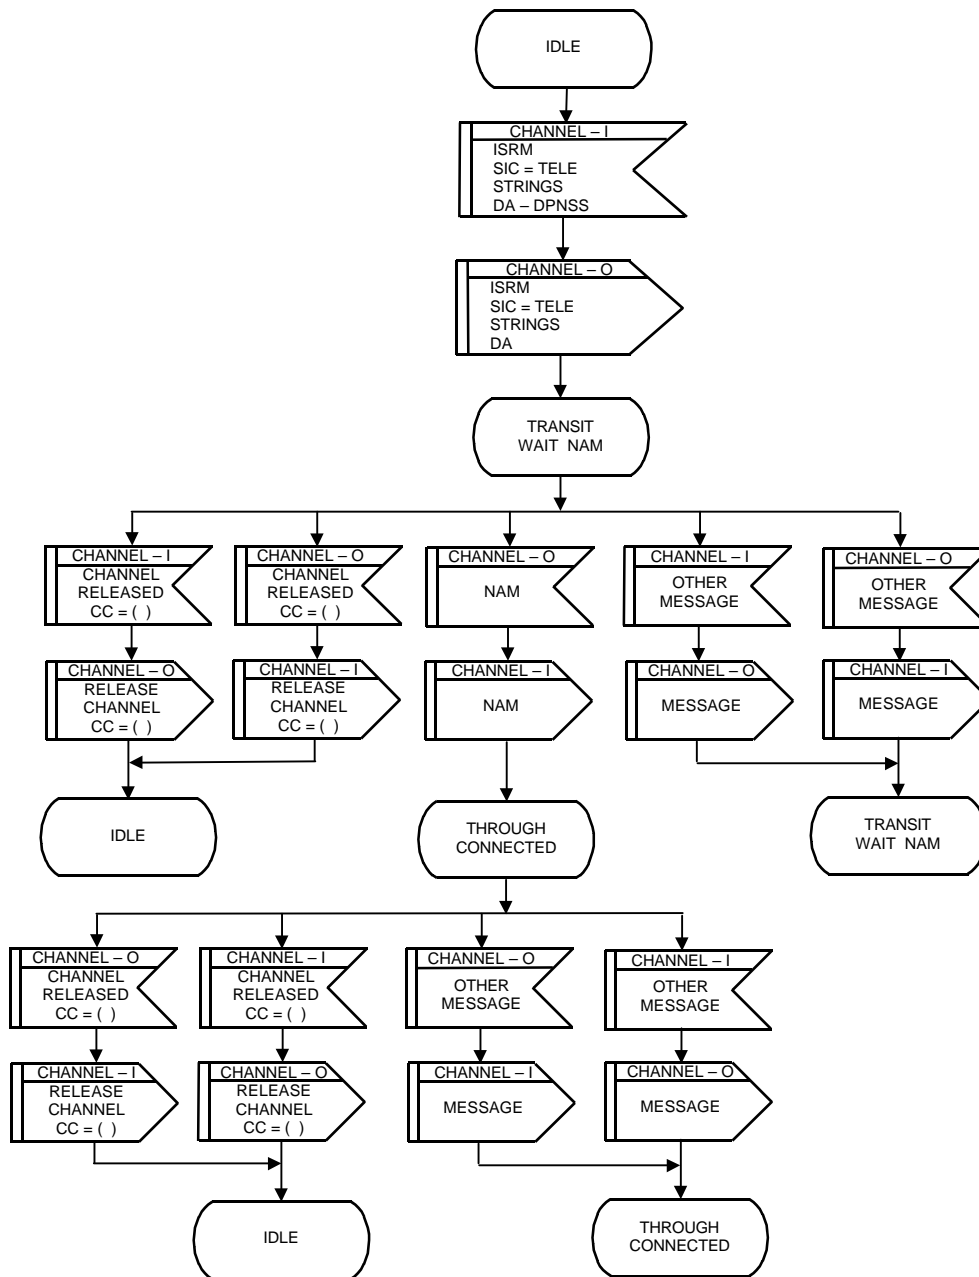 IDLE
CHANNEL – I
ISRM
SIC = TELE
STRINGS
DA – DPNSS
CHANNEL – O
ISRM
SIC = TELE
STRINGS
DA
TRANSIT
WAIT NAM
CHANNEL – I
CHANNEL
RELEASED
CC = ( )
CHANNEL – O
CHANNEL
RELEASED
CC = ( )
CHANNEL – O
NAM
CHANNEL – I
OTHER
MESSAGE
CHANNEL – O
OTHER
MESSAGE
CHANNEL – O
RELEASE
CHANNEL
CC = ( )
CHANNEL – I
RELEASE
CHANNEL
CC = ( )
CHANNEL – I
NAM
CHANNEL – O
MESSAGE
CHANNEL – I
MESSAGE
IDLE
THROUGH
CONNECTED
TRANSIT
WAIT NAM
CHANNEL – O
CHANNEL
RELEASED
CC = ( )
CHANNEL – I
CHANNEL
RELEASED
CC = ( )
CHANNEL – O
OTHER
MESSAGE
CHANNEL – I
OTHER
MESSAGE
CHANNEL – I
RELEASE
CHANNEL
CC = ( )
CHANNEL – O
RELEASE
CHANNEL
CC = ( )
CHANNEL – I
MESSAGE
CHANNEL – O
MESSAGE
IDLE
THROUGH
CONNECTED